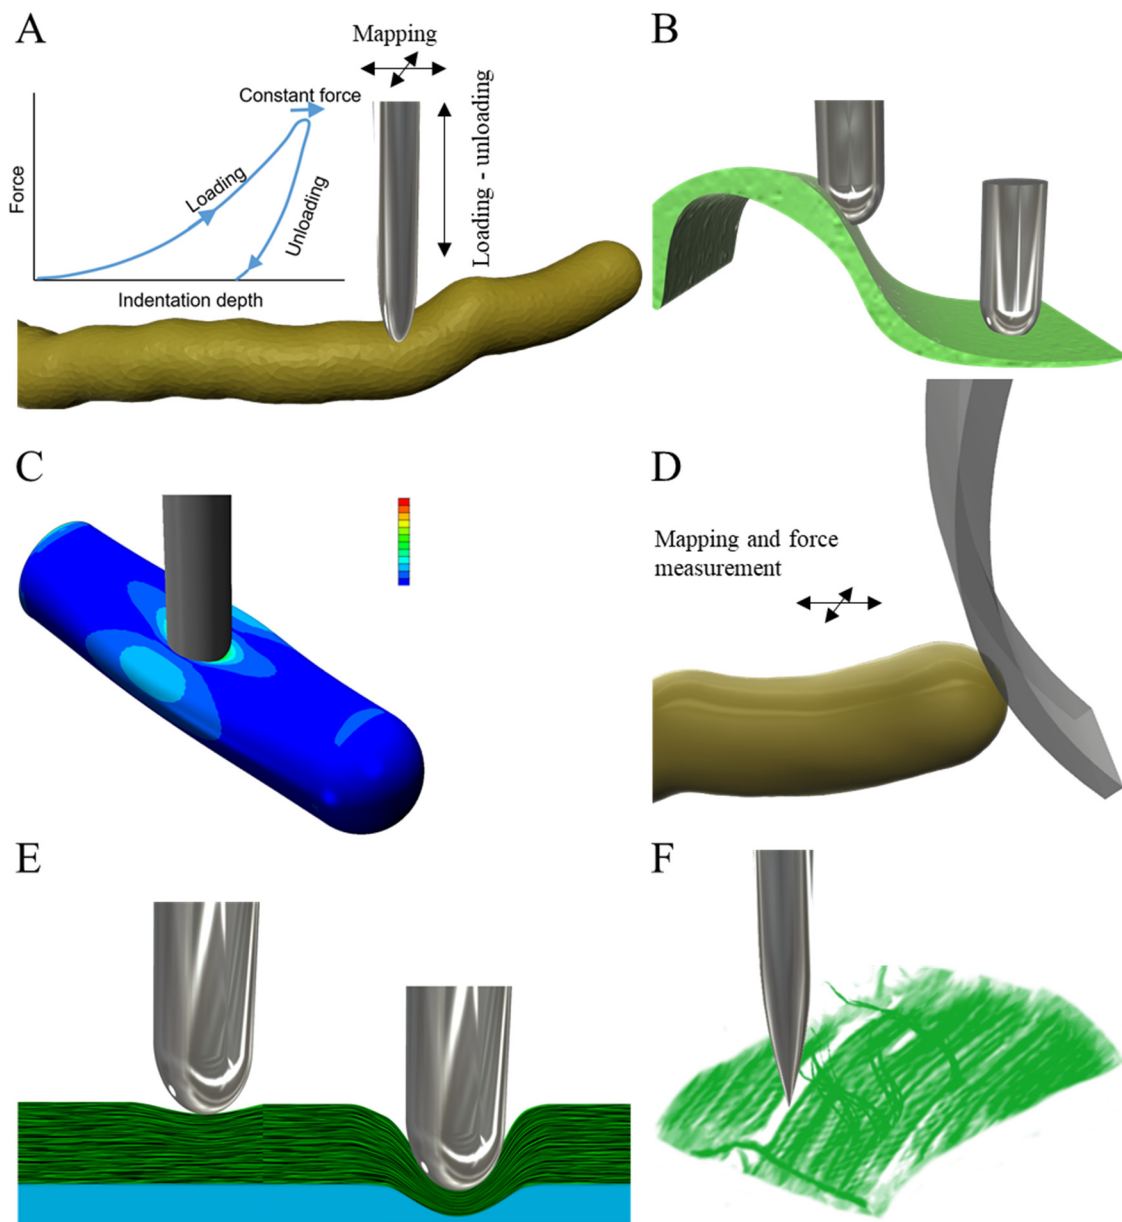 A
Mapping
Constant force
Force
Loading
Unloading
Indentation depth
Loading - unloading
B
C
D
Mapping and force
measurement
E
F